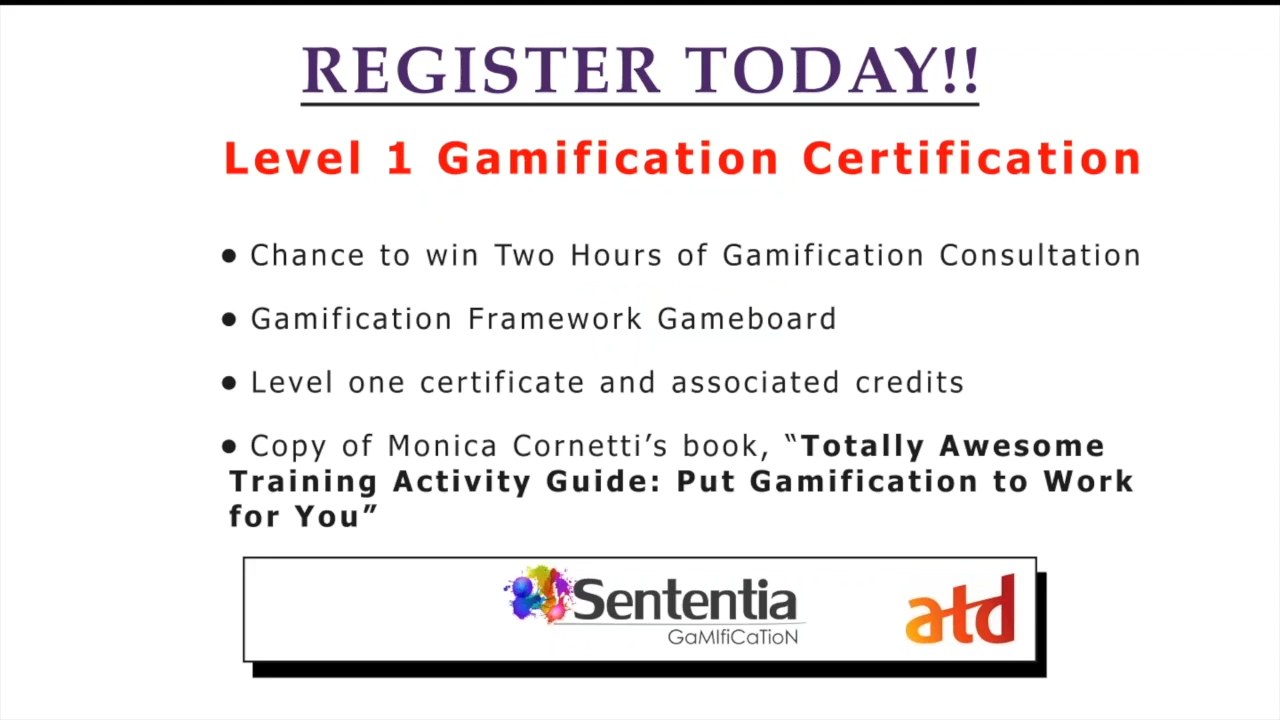 REGISTER TODAY!!
Level 1 Gamification Certification
● Chance to win Two Hours of Gamification Consultation
● Gamification Framework Gameboard
● Level one certificate and associated credits
● Copy of Monica Cornetti’s book, “Totally Awesome
Training Activity Guide: Put Gamification to Work
for You”
Sententia
GaMIfiCaTioN
atd